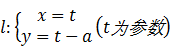 l:{x = t
y = t − a (t为参数)